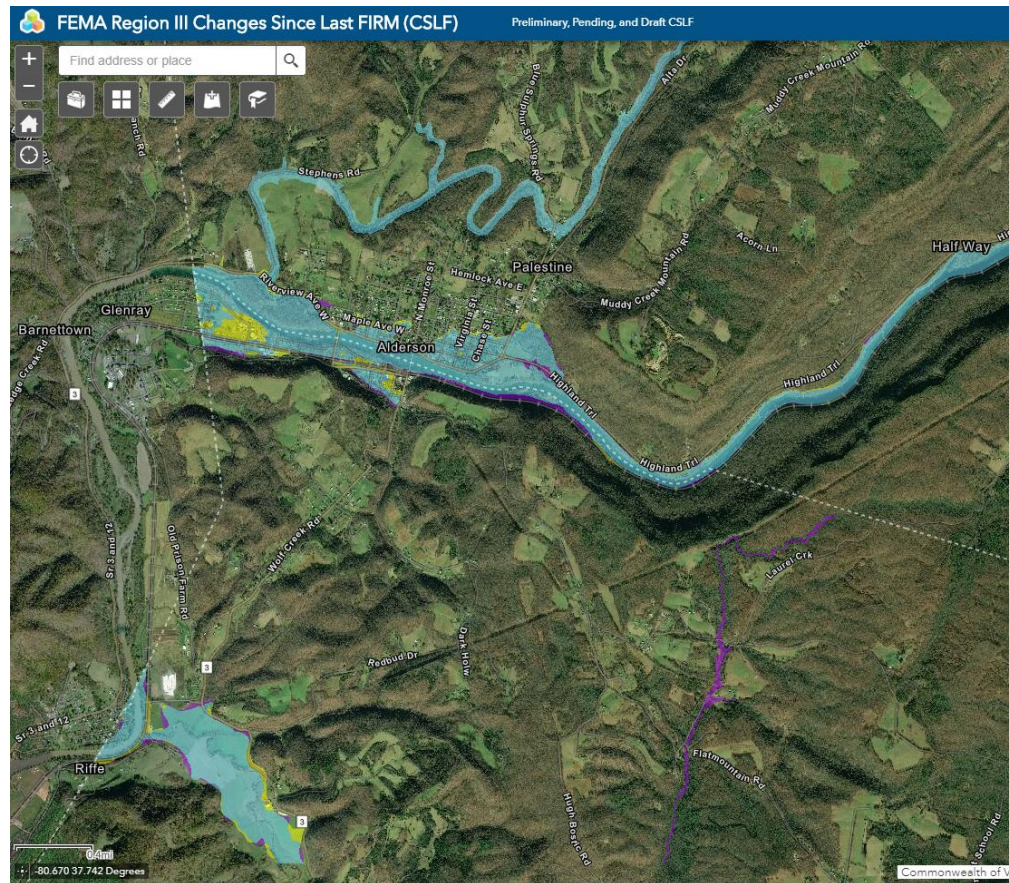 FEMA Region III Changes Since Last FIRM (CSLF)
Preliminary, Pending, and Draft CSLF
+
Find address or place
−
Alta Dr
Muddy Creek Mountain Rd
Blue Sulphur Springs Rd
Stephens Rd
Acorn Ln
Muddy Creek Mountain Rd
Half Way
Palestine
Hemlock Ave E
N Monroe St
Riverview Ave W
Maple Ave W
Virginia St
Chase St
Glenray
Barnettown
Alderson
Highland Trl
Highland Trl
Highland Trl
3
Sr 3 and 12
Old Prison Farm Rd
Wolf Creek Rd
Laurel Crk
Dark Holw
Redbud Dr
3
Sr 3 and 12
Riffe
Flatmountain Rd
3
School Rd
0.4mi
-80.670 37.742 Degrees
Commonwealth of V